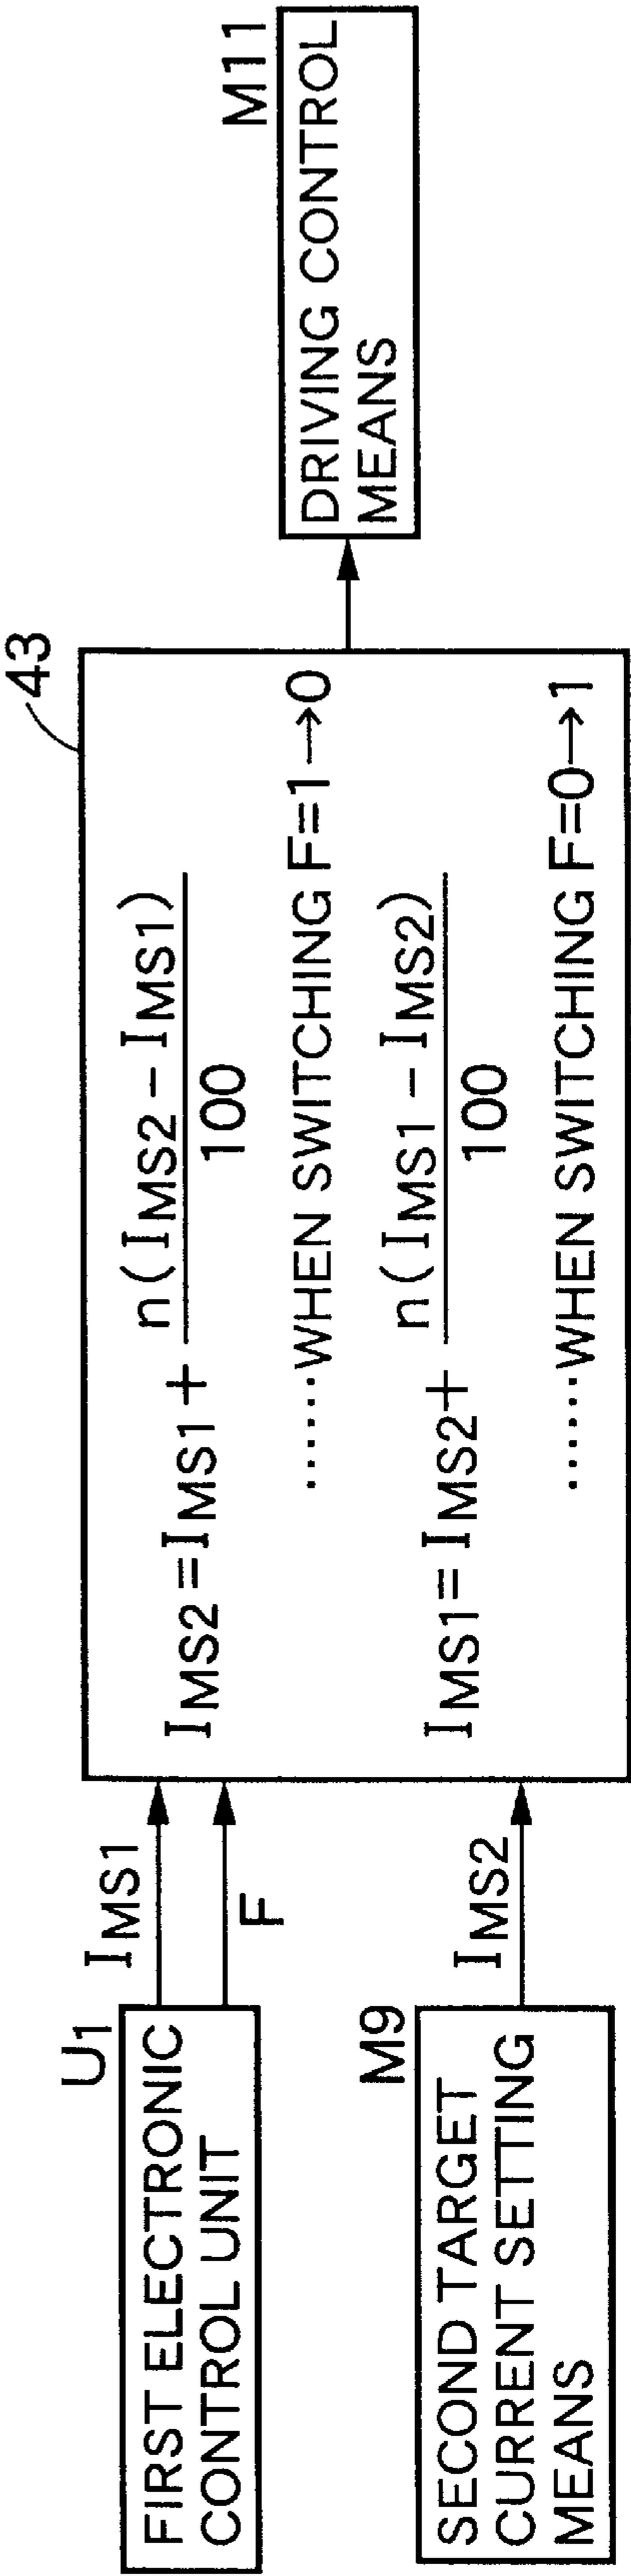 U1
FIRST ELECTRONIC
CONTROL UNIT
IMS1
F
M9
SECOND TARGET
CURRENT SETTING
MEANS
IMS2
43
IMS2=IMS1+ n(IMS2-IMS1)
100
······WHEN SWITCHING F=1→0
IMS1=IMS2+ n(IMS1-IMS2)
100
······WHEN SWITCHING F=0→1
M11
DRIVING CONTROL
MEANS